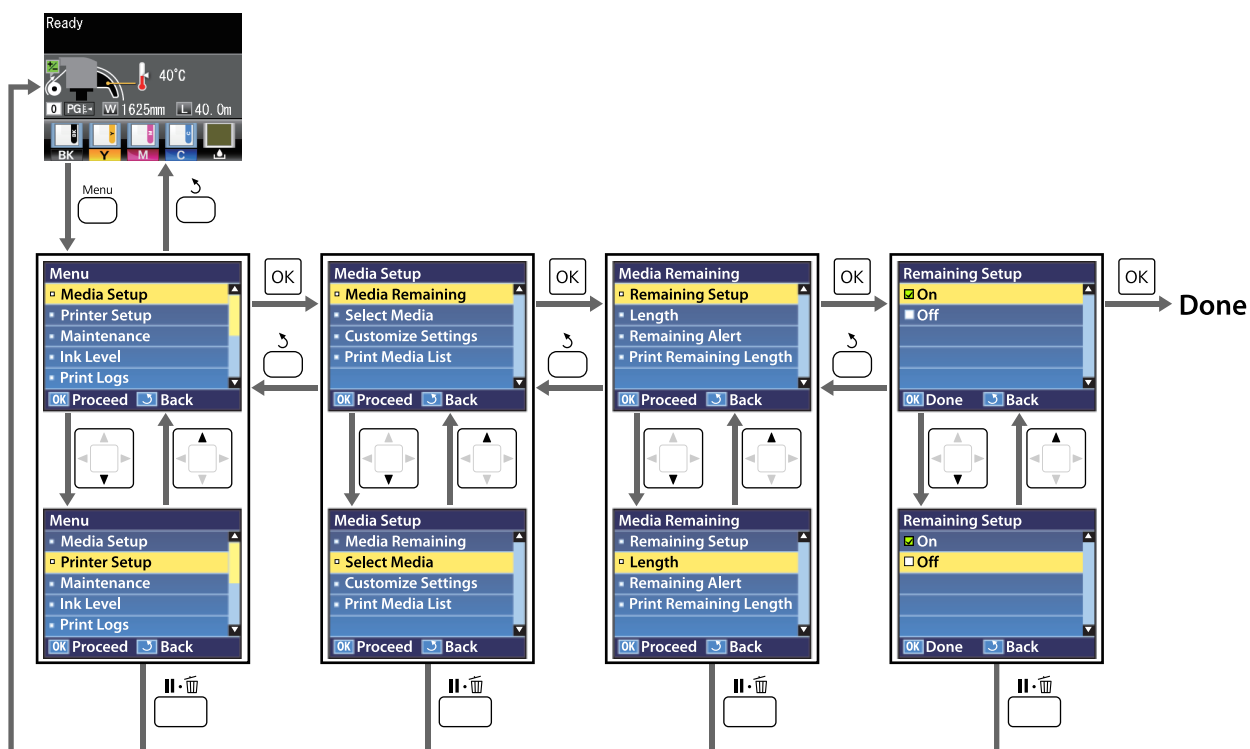 Ready
40°C
0 PG W 1625mm L 40.0m
BK Y M C
BK Y M C
Menu
Menu
Media Setup
Printer Setup
Maintenance
Ink Level
Print Logs
OK Proceed Back
OK
Media Setup
Media Remaining
Select Media
Customize Settings
Print Media List
OK Proceed Back
OK
Media Remaining
Remaining Setup
Length
Remaining Alert
Print Remaining Length
OK Proceed Back
OK
Remaining Setup
On
Off
OK Done Back
OK
Done
Menu
Media Setup
Printer Setup
Maintenance
Ink Level
Print Logs
OK Proceed Back
Media Setup
Media Remaining
Select Media
Customize Settings
Print Media List
OK Proceed Back
Media Remaining
Remaining Setup
Length
Remaining Alert
Print Remaining Length
OK Proceed Back
Remaining Setup
On
Off
OK Done Back